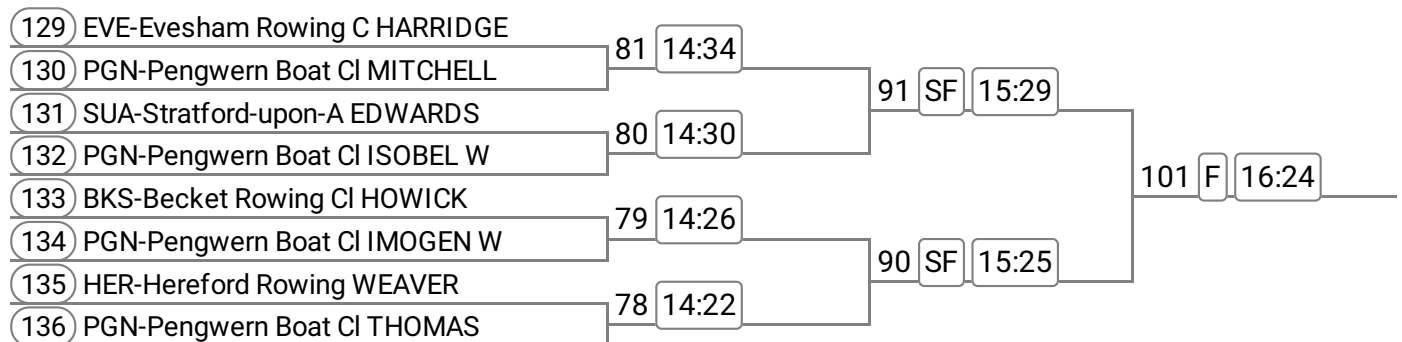 129 EVE-Evesham Rowing C HARRIDGE
81 14:34
130 PGN-Pengwern Boat Cl MITCHELL
91 SF 15:29
131 SUA-Stratford-upon-A EDWARDS
80 14:30
132 PGN-Pengwern Boat Cl ISOBEL W
101 F 16:24
133 BKS-Becket Rowing Cl HOWICK
79 14:26
134 PGN-Pengwern Boat Cl IMOGEN W
90 SF 15:25
135 HER-Hereford Rowing WEAVER
78 14:22
136 PGN-Pengwern Boat Cl THOMAS